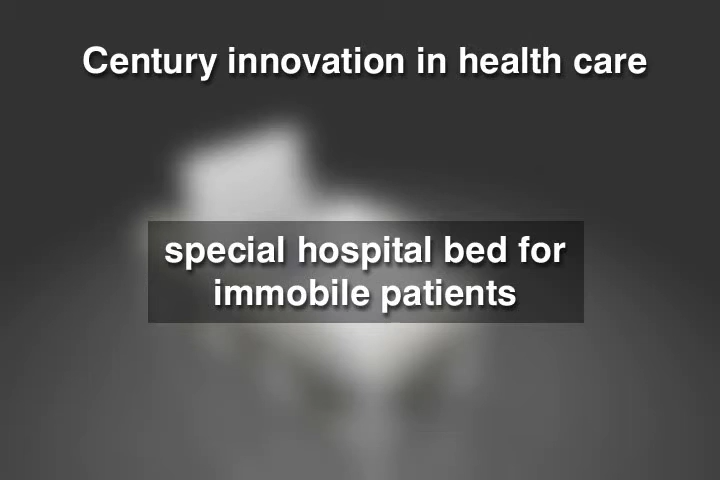 Century innovation in health care
special hospital bed for
immobile patients